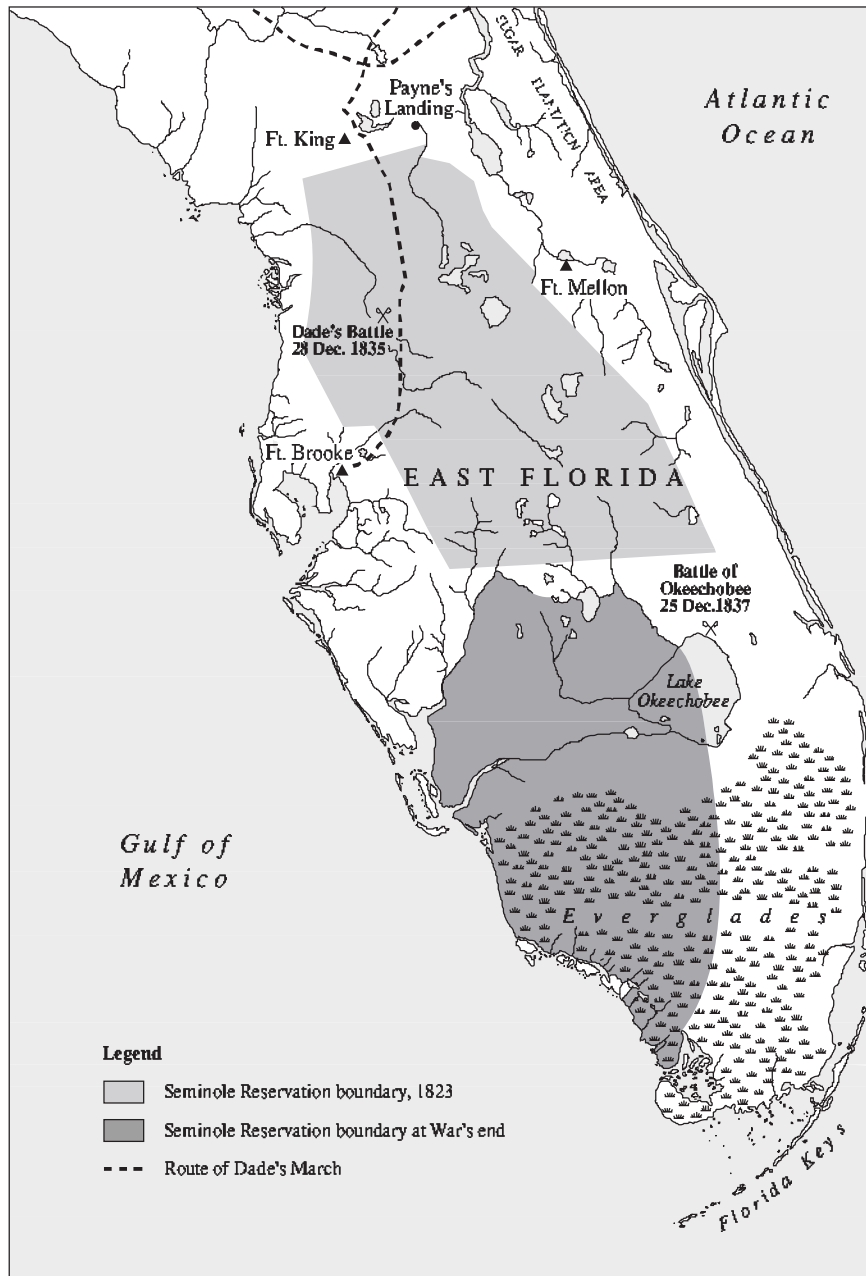 SUGAR
PLANTATION
AREA
Atlantic
Ocean
Payne's
Landing
Ft. King
Ft. Mellon
Dade's Battle
28 Dec. 1835
Ft. Brooke
EAST FLORIDA
Battle of
Okeechobee
25 Dec.1837
Lake
Okeechobee
Gulf of
Mexico
Everglades
Legend
Seminole Reservation boundary, 1823
Seminole Reservation boundary at War's end
Route of Dade's March
Florida Keys